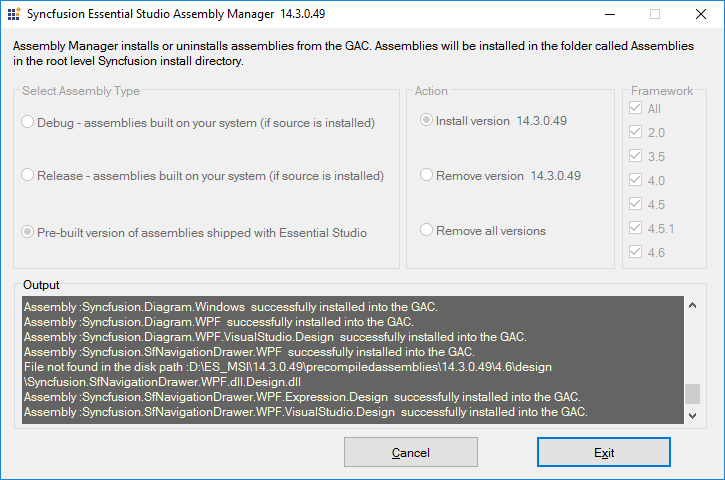 Syncfusion Essential Studio Assembly Manager 14.3.0.49
Assembly Manager installs or uninstalls assemblies from the GAC. Assemblies will be installed in the folder called Assemblies
in the root level Syncfusion install directory.
Select Assembly Type
Debug - assemblies built on your system (if source is installed)
Release - assemblies built on your system (if source is installed)
Pre-built version of assemblies shipped with Essential Studio
Action
Install version 14.3.0.49
Remove version 14.3.0.49
Remove all versions
Framework
All
2.0
3.5
4.0
4.5
4.5.1
4.6
Output
Assembly :Syncfusion.Diagram.Windows successfully installed into the GAC.
Assembly :Syncfusion.Diagram.WPF successfully installed into the GAC.
Assembly :Syncfusion.Diagram.WPF.VisualStudio.Design successfully installed into the GAC.
Assembly :Syncfusion.SfNavigationDrawer.WPF successfully installed into the GAC.
File not found in the disk path :D:\ES_MSI\14.3.0.49\precompiledassemblies\14.3.0.49\4.6\design
\Syncfusion.SfNavigationDrawer.WPF.dll.Design.dll
Assembly :Syncfusion.SfNavigationDrawer.WPF.Expression.Design successfully installed into the GAC.
Assembly :Syncfusion.SfNavigationDrawer.WPF.VisualStudio.Design successfully installed into the GAC.
Cancel
Exit